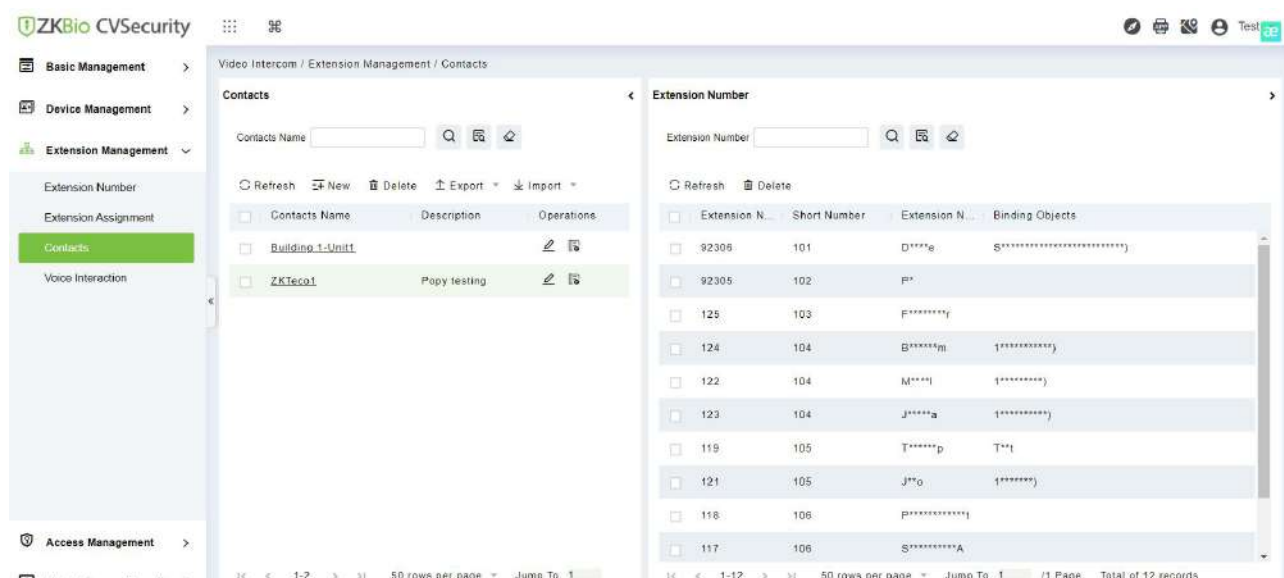 ZKBio CVSecurity
Test
æ
Basic Management
Device Management
Extension Management
Extension Number
Extension Assignment
Contacts
Voice Interaction
Access Management
Video Intercom / Extension Management / Contacts
Contacts
Contacts Name
Refresh New Delete Export Import
Contacts Name Description Operations
Building 1-Unit1
ZKTeco1 Popy testing
1-2 50 rows per page Jump To 1
Extension Number
Extension Number
Refresh Delete
Extension N... Short Number Extension N... Binding Objects
92306 101 D****e S**************************)
92305 102 P*
125 103 F********r
124 104 B******m 1***********)
122 104 M****l 1*********)
123 104 J*****a 1**********)
119 105 T******p T**t
121 105 J**o 1*******)
118 106 P************1
117 106 S**********A
1-12 50 rows per page Jump To 1 /1 Page Total of 12 records